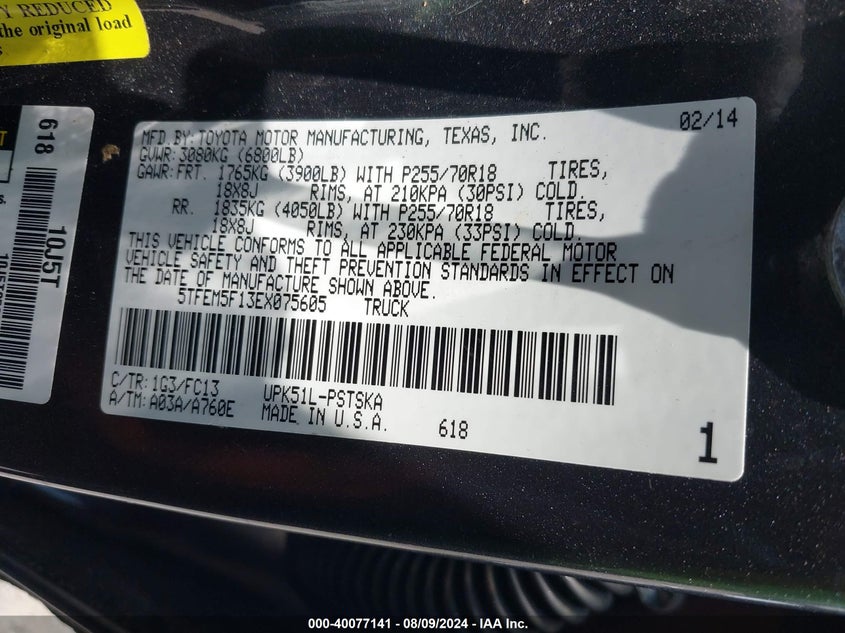 Y REDUCED
the original load
618
10J5T
MFD.BY:TOYOTA MOTOR MANUFACTURING, TEXAS, INC. 02/14
GVWR:3080KG (6800LB)
GAWR:FRT. 1765KG (3900LB) WITH P255/70R18 TIRES,
18X8J RIMS, AT 210KPA (30PSI) COLD.
RR. 1835KG (4050LB) WITH P255/70R18 TIRES,
18X8J RIMS, AT 230KPA (33PSI) COLD.
THIS VEHICLE CONFORMS TO ALL APPLICABLE FEDERAL MOTOR
VEHICLE SAFETY AND THEFT PREVENTION STANDARDS IN EFFECT ON
THE DATE OF MANUFACTURE SHOWN ABOVE.
5TFEM5F13EX075605 TRUCK
C/TR:1G3/FC13 UPK51L-PSTSKA
A/TM:A03A/A760E MADE IN U.S.A. 618
1
000-40077141 - 08/09/2024 - IAA Inc.